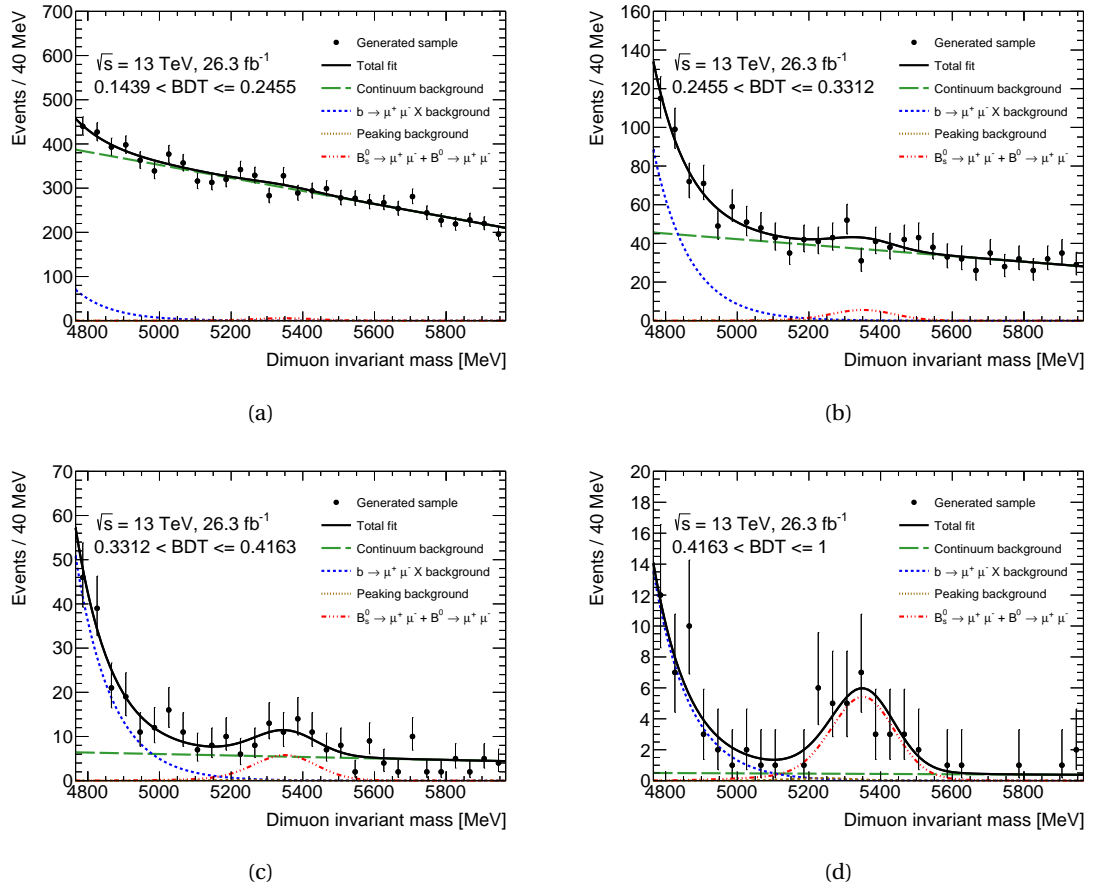 Events / 40 MeV
700
600
500
400
300
200
100
0
√s = 13 TeV, 26.3 fb⁻¹
0.1439 < BDT <= 0.2455
Generated sample
Total fit
Continuum background
b → μ⁺ μ⁻ X background
Peaking background
B⁰ₛ → μ⁺ μ⁻ + B⁰ → μ⁺ μ⁻
4800 5000 5200 5400 5600 5800
Dimuon invariant mass [MeV]
(a)
Events / 40 MeV
160
140
120
100
80
60
40
20
0
√s = 13 TeV, 26.3 fb⁻¹
0.2455 < BDT <= 0.3312
Generated sample
Total fit
Continuum background
b → μ⁺ μ⁻ X background
Peaking background
B⁰ₛ → μ⁺ μ⁻ + B⁰ → μ⁺ μ⁻
4800 5000 5200 5400 5600 5800
Dimuon invariant mass [MeV]
(b)
Events / 40 MeV
70
60
50
40
30
20
10
0
√s = 13 TeV, 26.3 fb⁻¹
0.3312 < BDT <= 0.4163
Generated sample
Total fit
Continuum background
b → μ⁺ μ⁻ X background
Peaking background
B⁰ₛ → μ⁺ μ⁻ + B⁰ → μ⁺ μ⁻
4800 5000 5200 5400 5600 5800
Dimuon invariant mass [MeV]
(c)
Events / 40 MeV
20
18
16
14
12
10
8
6
4
2
0
√s = 13 TeV, 26.3 fb⁻¹
0.4163 < BDT <= 1
Generated sample
Total fit
Continuum background
b → μ⁺ μ⁻ X background
Peaking background
B⁰ₛ → μ⁺ μ⁻ + B⁰ → μ⁺ μ⁻
4800 5000 5200 5400 5600 5800
Dimuon invariant mass [MeV]
(d)